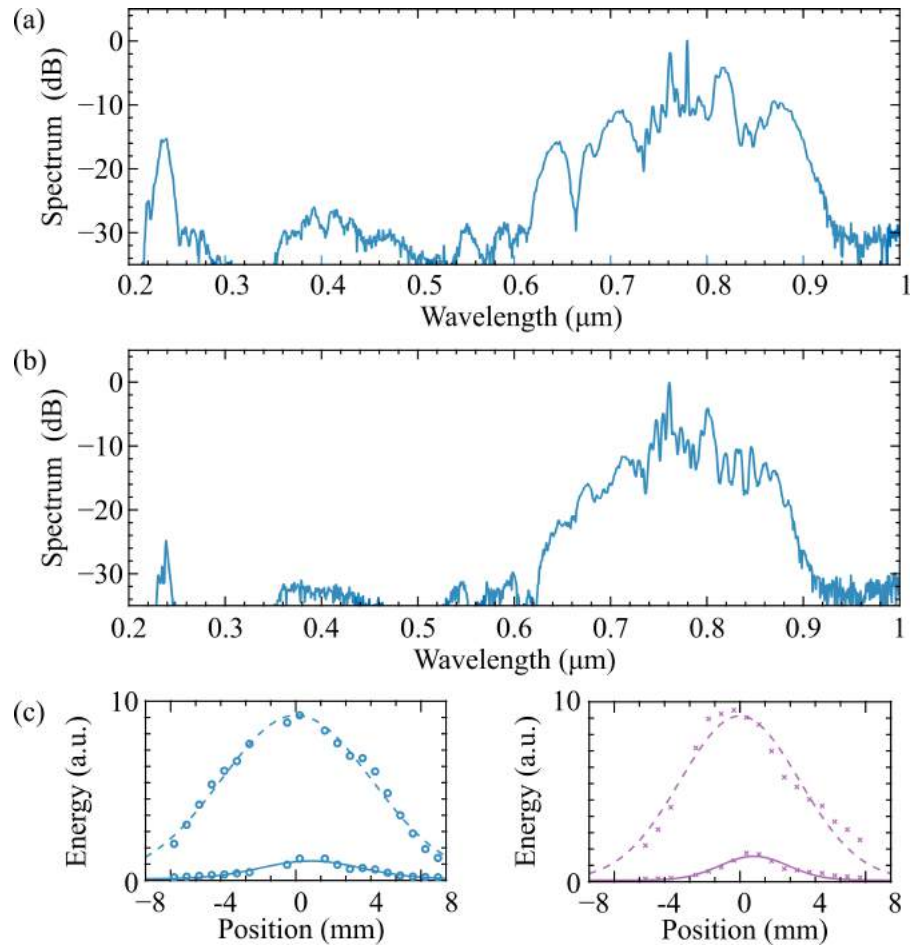 (a)
Spectrum (dB)
0
−10
−20
−30
0.2 0.3 0.4 0.5 0.6 0.7 0.8 0.9 1
Wavelength (μm)
(b)
Spectrum (dB)
0
−10
−20
−30
0.2 0.3 0.4 0.5 0.6 0.7 0.8 0.9 1
Wavelength (μm)
(c)
Energy (a.u.)
10
0
−8 -4 0 4 8
Position (mm)
Energy (a.u.)
10
0
−8 -4 0 4 8
Position (mm)